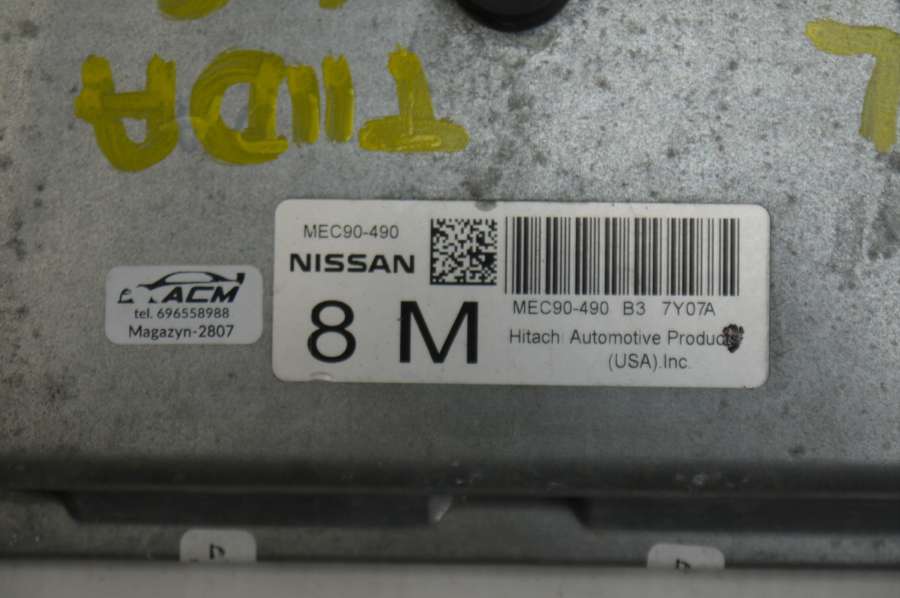 TIIDA
L
MEC90-490
NISSAN
8 M
MEC90-490 B3 7Y07A
Hitachi Automotive Products
(USA).Inc.
ACM
tel. 696558988
Magazyn-2807